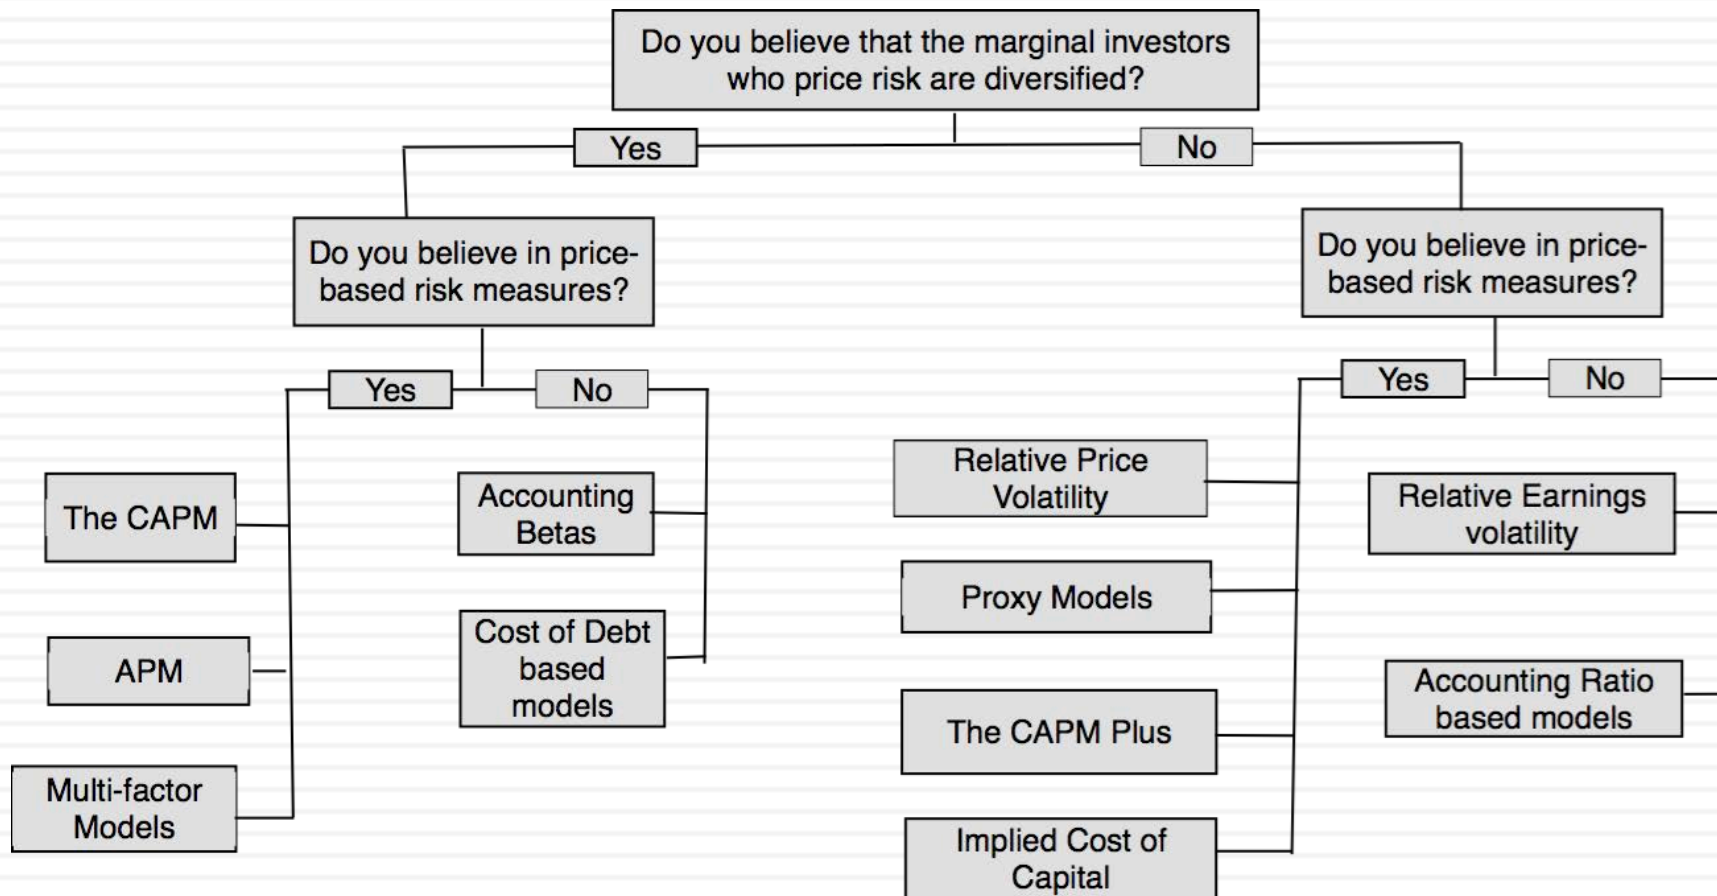 Do you believe that the marginal investors
who price risk are diversified?
Yes
No
Do you believe in price-
based risk measures?
Do you believe in price-
based risk measures?
Yes
No
Yes
No
The CAPM
APM
Multi-factor
Models
Accounting
Betas
Cost of Debt
based
models
Relative Price
Volatility
Proxy Models
The CAPM Plus
Implied Cost of
Capital
Relative Earnings
volatility
Accounting Ratio
based models